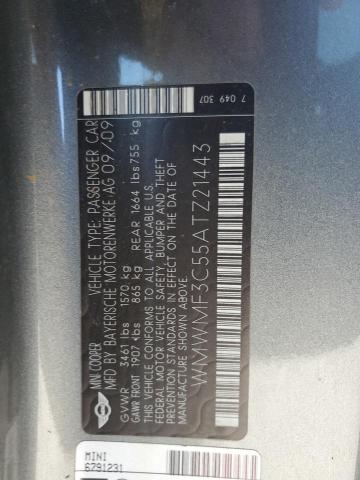 MINI COOPER
VEHICLE TYPE: PASSENGER CAR
MFD BY BAYERISCHE MOTORENWERKE AG 09/09
GVWR 3461 lbs 1570 kg
GAWR FRONT 1907 lbs 865 kg REAR 1664 lbs 755 kg
THIS VEHICLE CONFORMS TO ALL APPLICABLE U.S.
FEDERAL MOTOR VEHICLE SAFETY, BUMPER AND THEFT
PREVENTION STANDARDS IN EFFECT ON THE DATE OF
MANUFACTURE SHOWN ABOVE.
WMWMF3C55ATZ21443
7 049 307
MINI
6791231